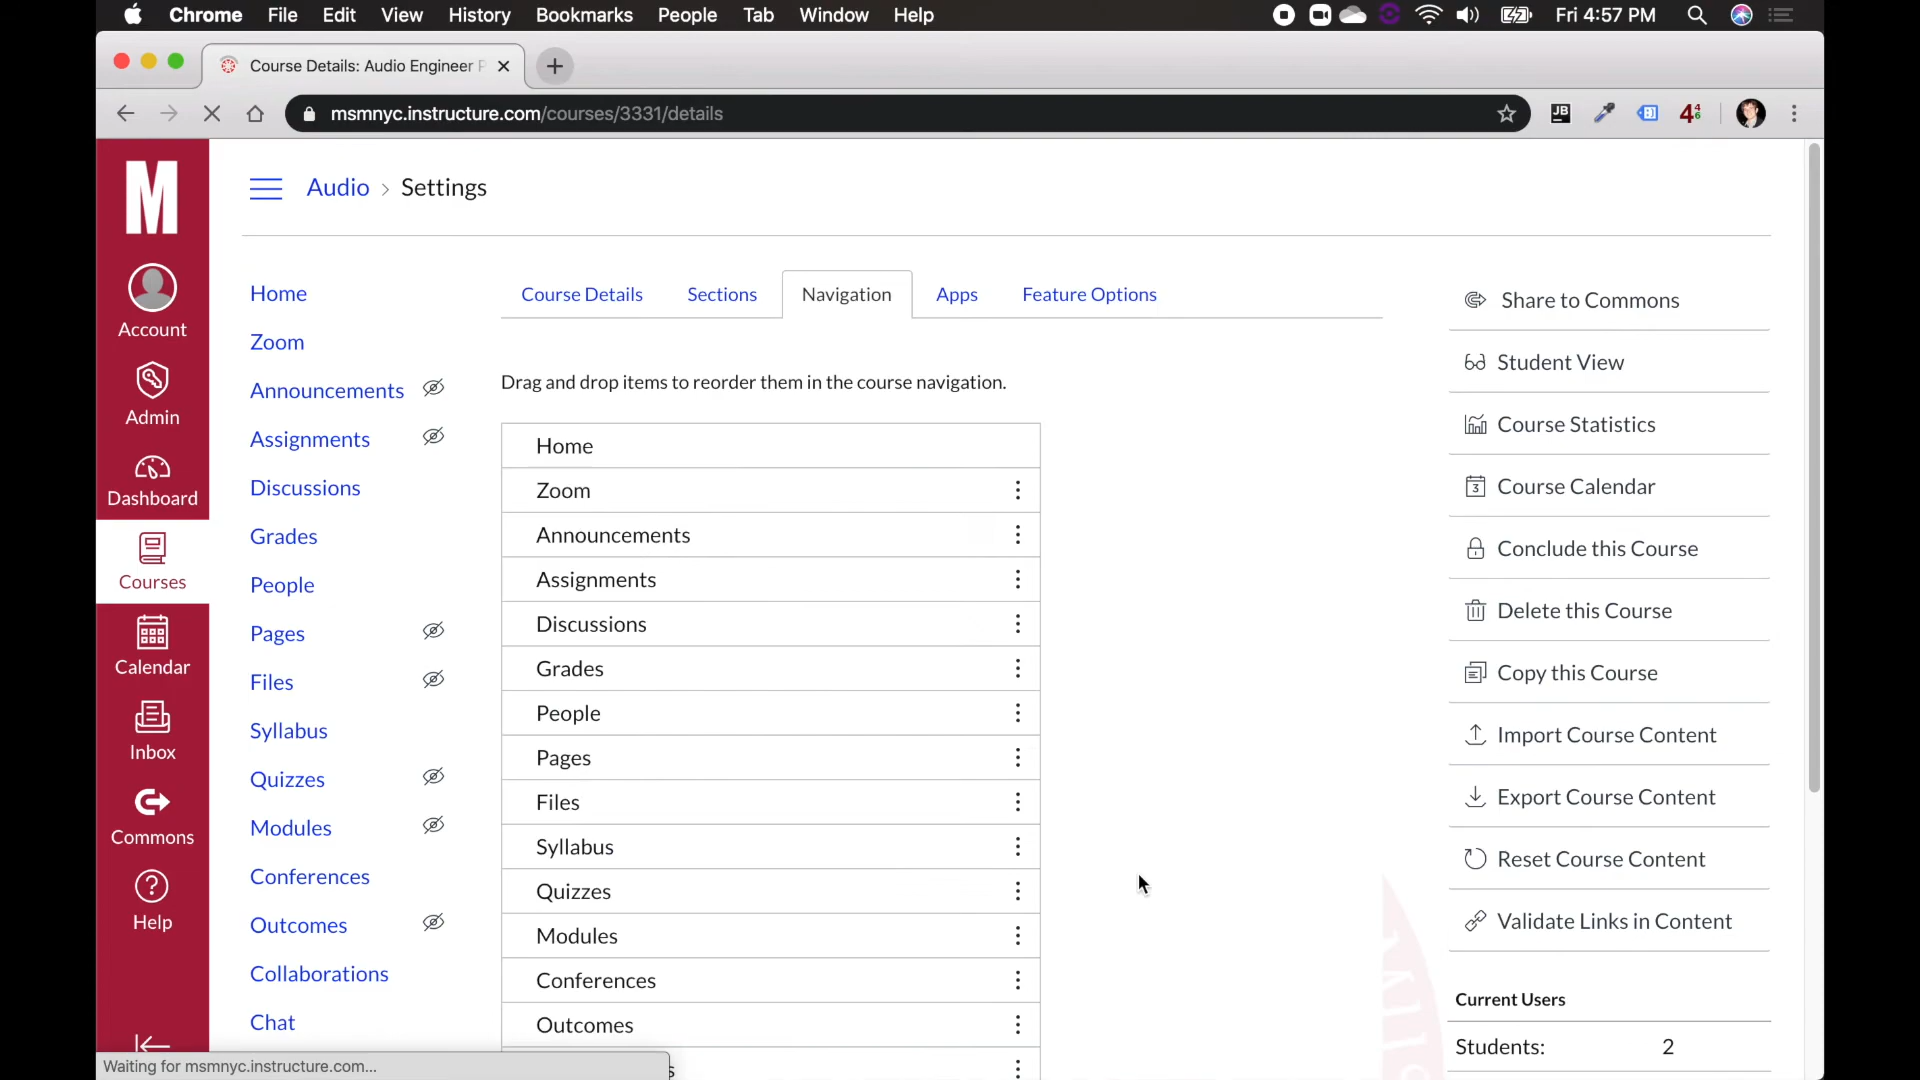 Chrome File Edit View History Bookmarks People Tab Window Help Fri 4:57 PM
Course Details: Audio Engineer
msmnyc.instructure.com/courses/3331/details
JB
M
Audio > Settings
Account
Admin
Dashboard
Courses
Calendar
Inbox
Commons
Help
Home
Zoom
Announcements
Assignments
Discussions
Grades
People
Pages
Files
Syllabus
Quizzes
Modules
Conferences
Outcomes
Collaborations
Chat
Course Details Sections Navigation Apps Feature Options
Drag and drop items to reorder them in the course navigation.
Home
Zoom
Announcements
Assignments
Discussions
Grades
People
Pages
Files
Syllabus
Quizzes
Modules
Conferences
Outcomes
Share to Commons
Student View
Course Statistics
3 Course Calendar
Conclude this Course
Delete this Course
Copy this Course
Import Course Content
Export Course Content
Reset Course Content
Validate Links in Content
Current Users
Students: 2
Waiting for msmnyc.instructure.com...